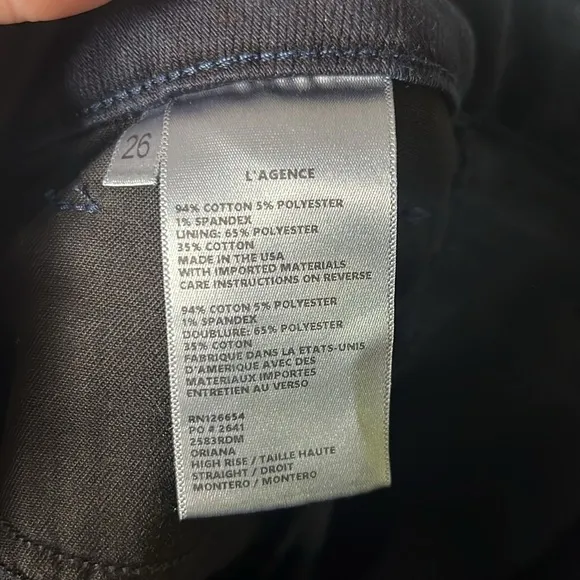 26
L'AGENCE
94% COTTON 5% POLYESTER
1% SPANDEX
LINING: 65% POLYESTER
35% COTTON
MADE IN THE USA
WITH IMPORTED MATERIALS
CARE INSTRUCTIONS ON REVERSE
94% COTON 5% POLYESTER
1% SPANDEX
DOUBLURE: 65% POLYESTER
35% COTON
FABRIQUE DANS LA ETATS-UNIS
D'AMERIQUE AVEC DES
MATERIAUX IMPORTES
ENTRETIEN AU VERSO
RN126654
PO # 2641
2583RDM
ORIANA
HIGH RISE / TAILLE HAUTE
STRAIGHT / DROIT
MONTERO / MONTERO